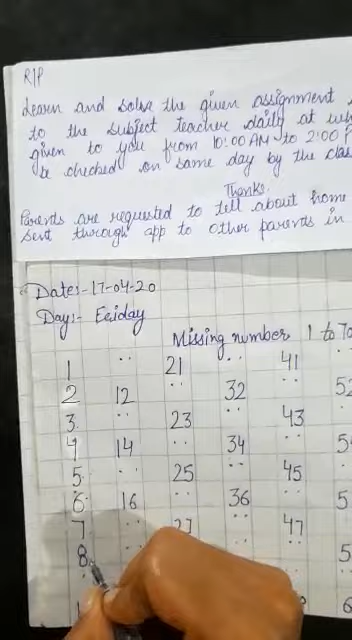 R/P
Learn and solve the given assignment
to the subject teacher daily at
given to you from 10:00 AM to 2:00
be checked on same day by the
Thanks.
Parents are requested to tell about home
sent through app to other parents in
Date:- 17-04-20
Day:- Friday
Missing number 1 to
1 .. 21 .. 41
2 12 .. 32 ..
3 .. 23 .. 43
4 14 .. 34 ..
5 .. 25 .. 45
6 16 .. 36 ..
7 .. 27 .. 47
8